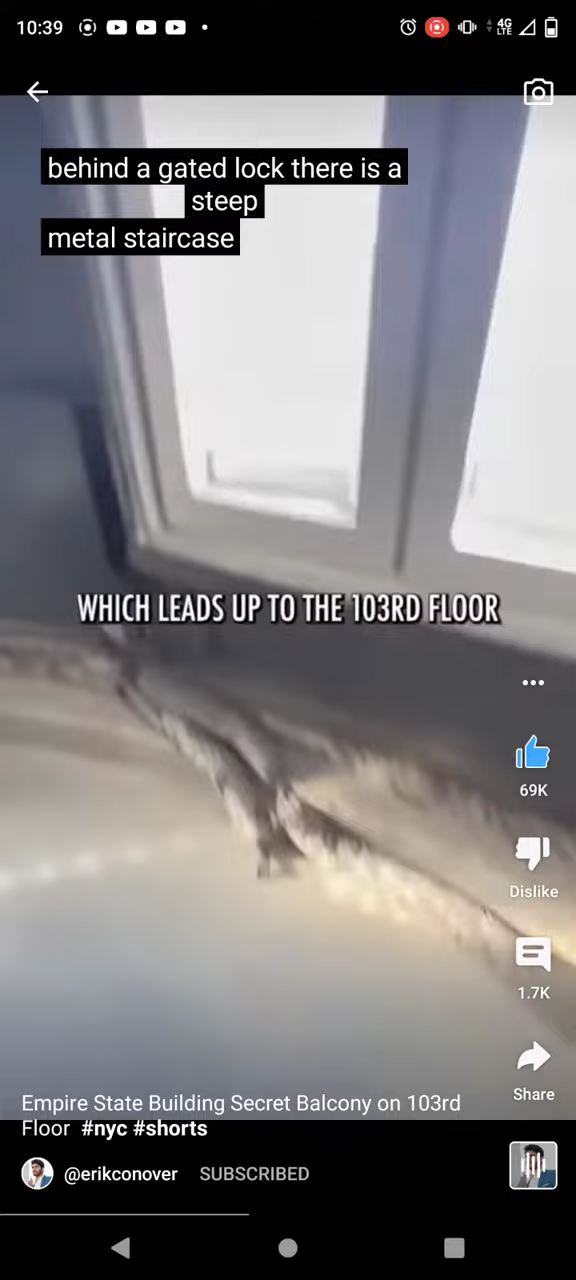 10:39
4G
LTE
behind a gated lock there is a
steep
metal staircase
WHICH LEADS UP TO THE 103RD FLOOR
69K
Dislike
1.7K
Share
Empire State Building Secret Balcony on 103rd
Floor #nyc #shorts
@erikconover SUBSCRIBED